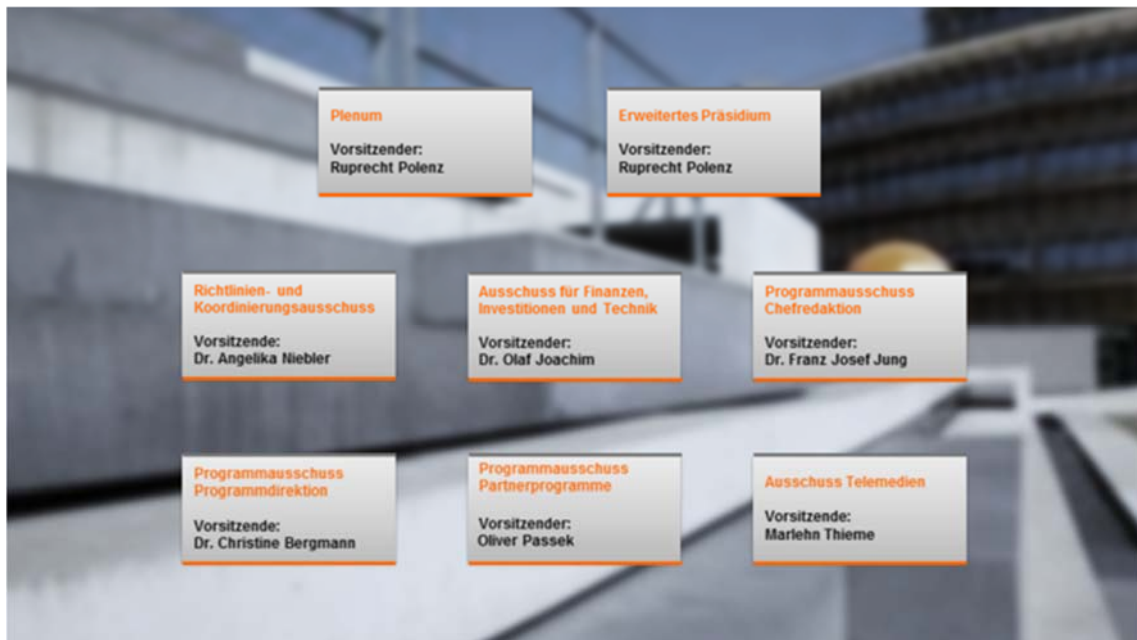 Plenum
Vorsitzender:
Ruprecht Polenz
Erweitertes Präsidium
Vorsitzender:
Ruprecht Polenz
Richtlinien- und
Koordinierungsausschuss
Vorsitzende:
Dr. Angelika Niebler
Ausschuss für Finanzen,
Investitionen und Technik
Vorsitzender:
Dr. Olaf Joachim
Programmausschuss
Chefredaktion
Vorsitzender:
Dr. Franz Josef Jung
Programmausschuss
Programmdirektion
Vorsitzende:
Dr. Christine Bergmann
Programmausschuss
Partnerprogramme
Vorsitzender:
Oliver Passek
Ausschuss Telemedien
Vorsitzende:
Marlehn Thieme